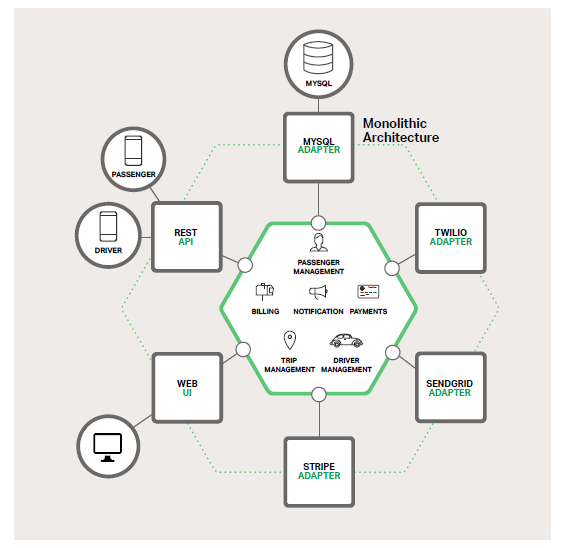 MYSQL
MYSQL
ADAPTER
Monolithic
Architecture
PASSENGER
DRIVER
REST
API
TWILIO
ADAPTER
PASSENGER
MANAGEMENT
BILLING
NOTIFICATION
PAYMENTS
TRIP
MANAGEMENT
DRIVER
MANAGEMENT
WEB
UI
SENDGRID
ADAPTER
STRIPE
ADAPTER